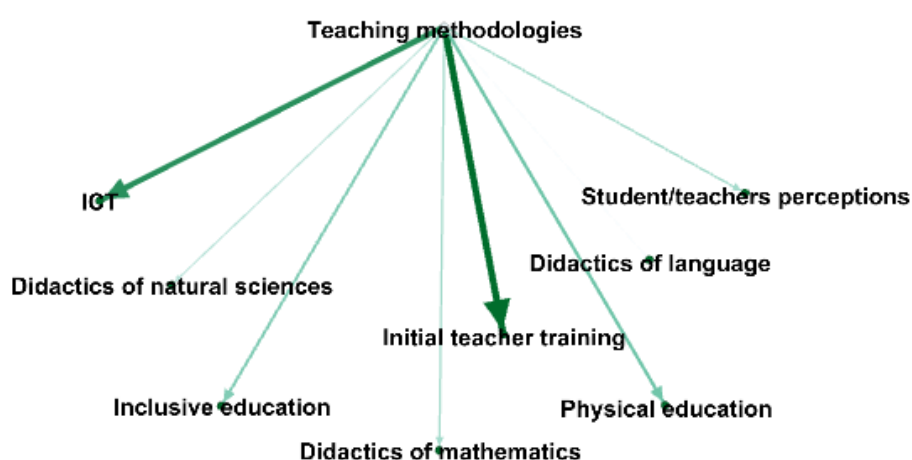 Teaching methodologies
ICT
Student/teachers perceptions
Didactics of language
Didactics of natural sciences
Initial teacher training
Inclusive education
Physical education
Didactics of mathematics